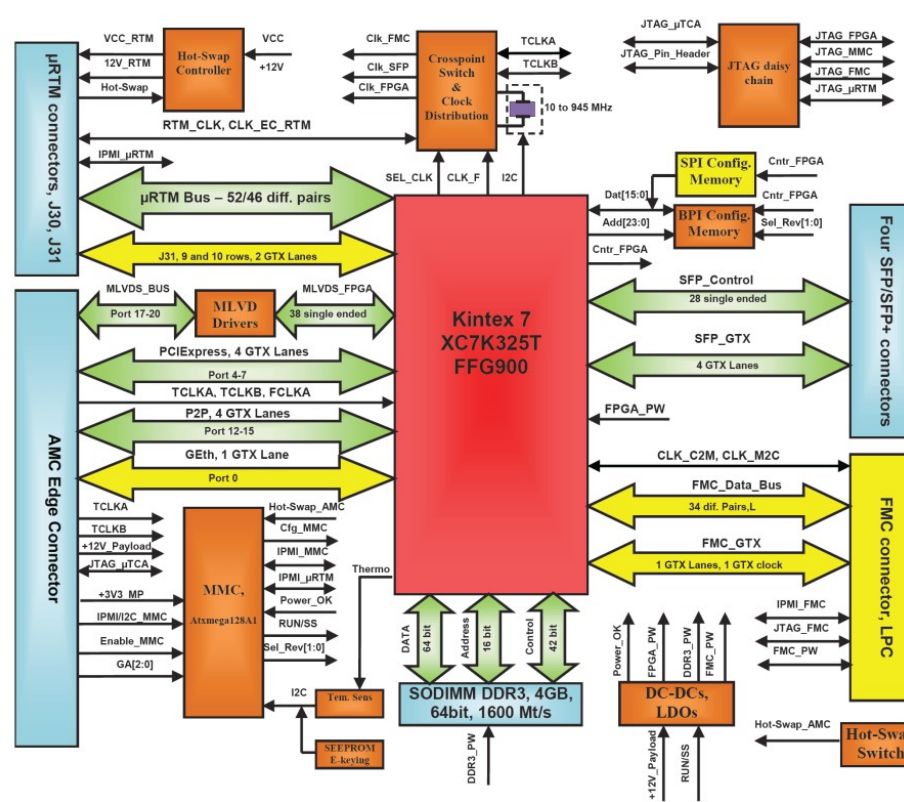 µRTM connectors, J30, J31
VCC_RTM
12V_RTM
Hot-Swap
Hot-Swap
Controller
VCC
+12V
Clk_FMC
Clk_SFP
Clk_FPGA
Crosspoint
Switch
&
Clock
Distribution
TCLKA
TCLKB
10 to 945 MHz
JTAG_µTCA
JTAG_Pin_Header
JTAG daisy
chain
JTAG_FPGA
JTAG_MMC
JTAG_FMC
JTAG_µRTM
RTM_CLK, CLK_EC_RTM
IPMI_µRTM
SEL_CLK
CLK_F
I2C
µRTM Bus – 52/46 diff. pairs
J31, 9 and 10 rows, 2 GTX Lanes
SPI Config.
Memory
Cntr_FPGA
Dat[15:0]
Add[23:0]
BPI Config.
Memory
Cntr_FPGA
Sel_Rev[1:0]
Cntr_FPGA
Four SFP/SFP+ connectors
SFP_Control
28 single ended
SFP_GTX
4 GTX Lanes
Kintex 7
XC7K325T
FFG900
FPGA_PW
AMC Edge Connector
MLVDS_BUS
Port 17-20
MLVD
Drivers
MLVDS_FPGA
38 single ended
PCIExpress, 4 GTX Lanes
Port 4-7
TCLKA, TCLKB, FCLKA
P2P, 4 GTX Lanes
Port 12-15
GEth, 1 GTX Lane
Port 0
CLK_C2M, CLK_M2C
FMC_Data_Bus
34 dif. Pairs,L
FMC_GTX
1 GTX Lanes, 1 GTX clock
FMC connector, LPC
IPMI_FMC
JTAG_FMC
FMC_PW
TCLKA
TCLKB
+12V_Payload
JTAG_µTCA
+3V3_MP
IPMI/I2C_MMC
Enable_MMC
GA[2:0]
MMC,
Atxmega128A1
Hot-Swap_AMC
Cfg_MMC
IPMI_MMC
IPMI_µRTM
Power_OK
RUN/SS
Sel_Rev[1:0]
I2C
Thermo
Tem. Sens
SEEPROM
E-keying
DATA
64 bit
Address
16 bit
Control
42 bit
SODIMM DDR3, 4GB,
64bit, 1600 Mt/s
DDR3_PW
Power_OK
FPGA_PW
DDR3_PW
FMC_PW
DC-DCs,
LDOs
+12V_Payload
RUN/SS
Hot-Swap_AMC
Hot-Swa
Switch